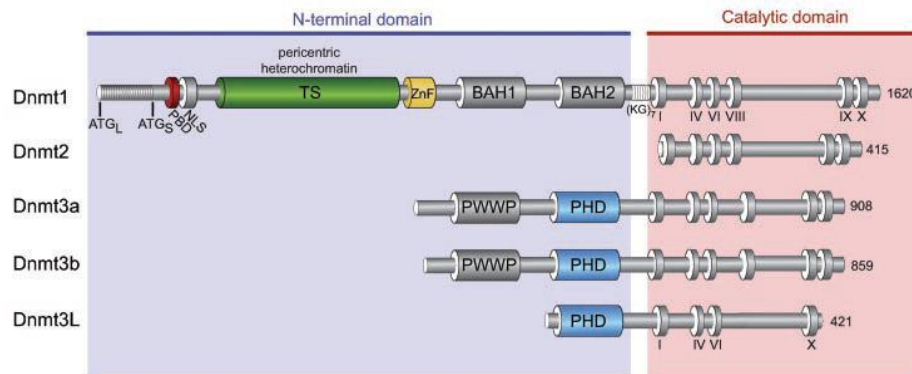 N-terminal domain
Catalytic domain
pericentric
heterochromatin
Dnmt1
TS
ZnF
BAH1
BAH2
1620
ATGL
ATGS
PBD
NLS
(KG)7
I
IV
VI
VIII
IX
X
Dnmt2
415
Dnmt3a
PWWP
PHD
908
Dnmt3b
PWWP
PHD
859
Dnmt3L
PHD
421
I
IV
VI
X